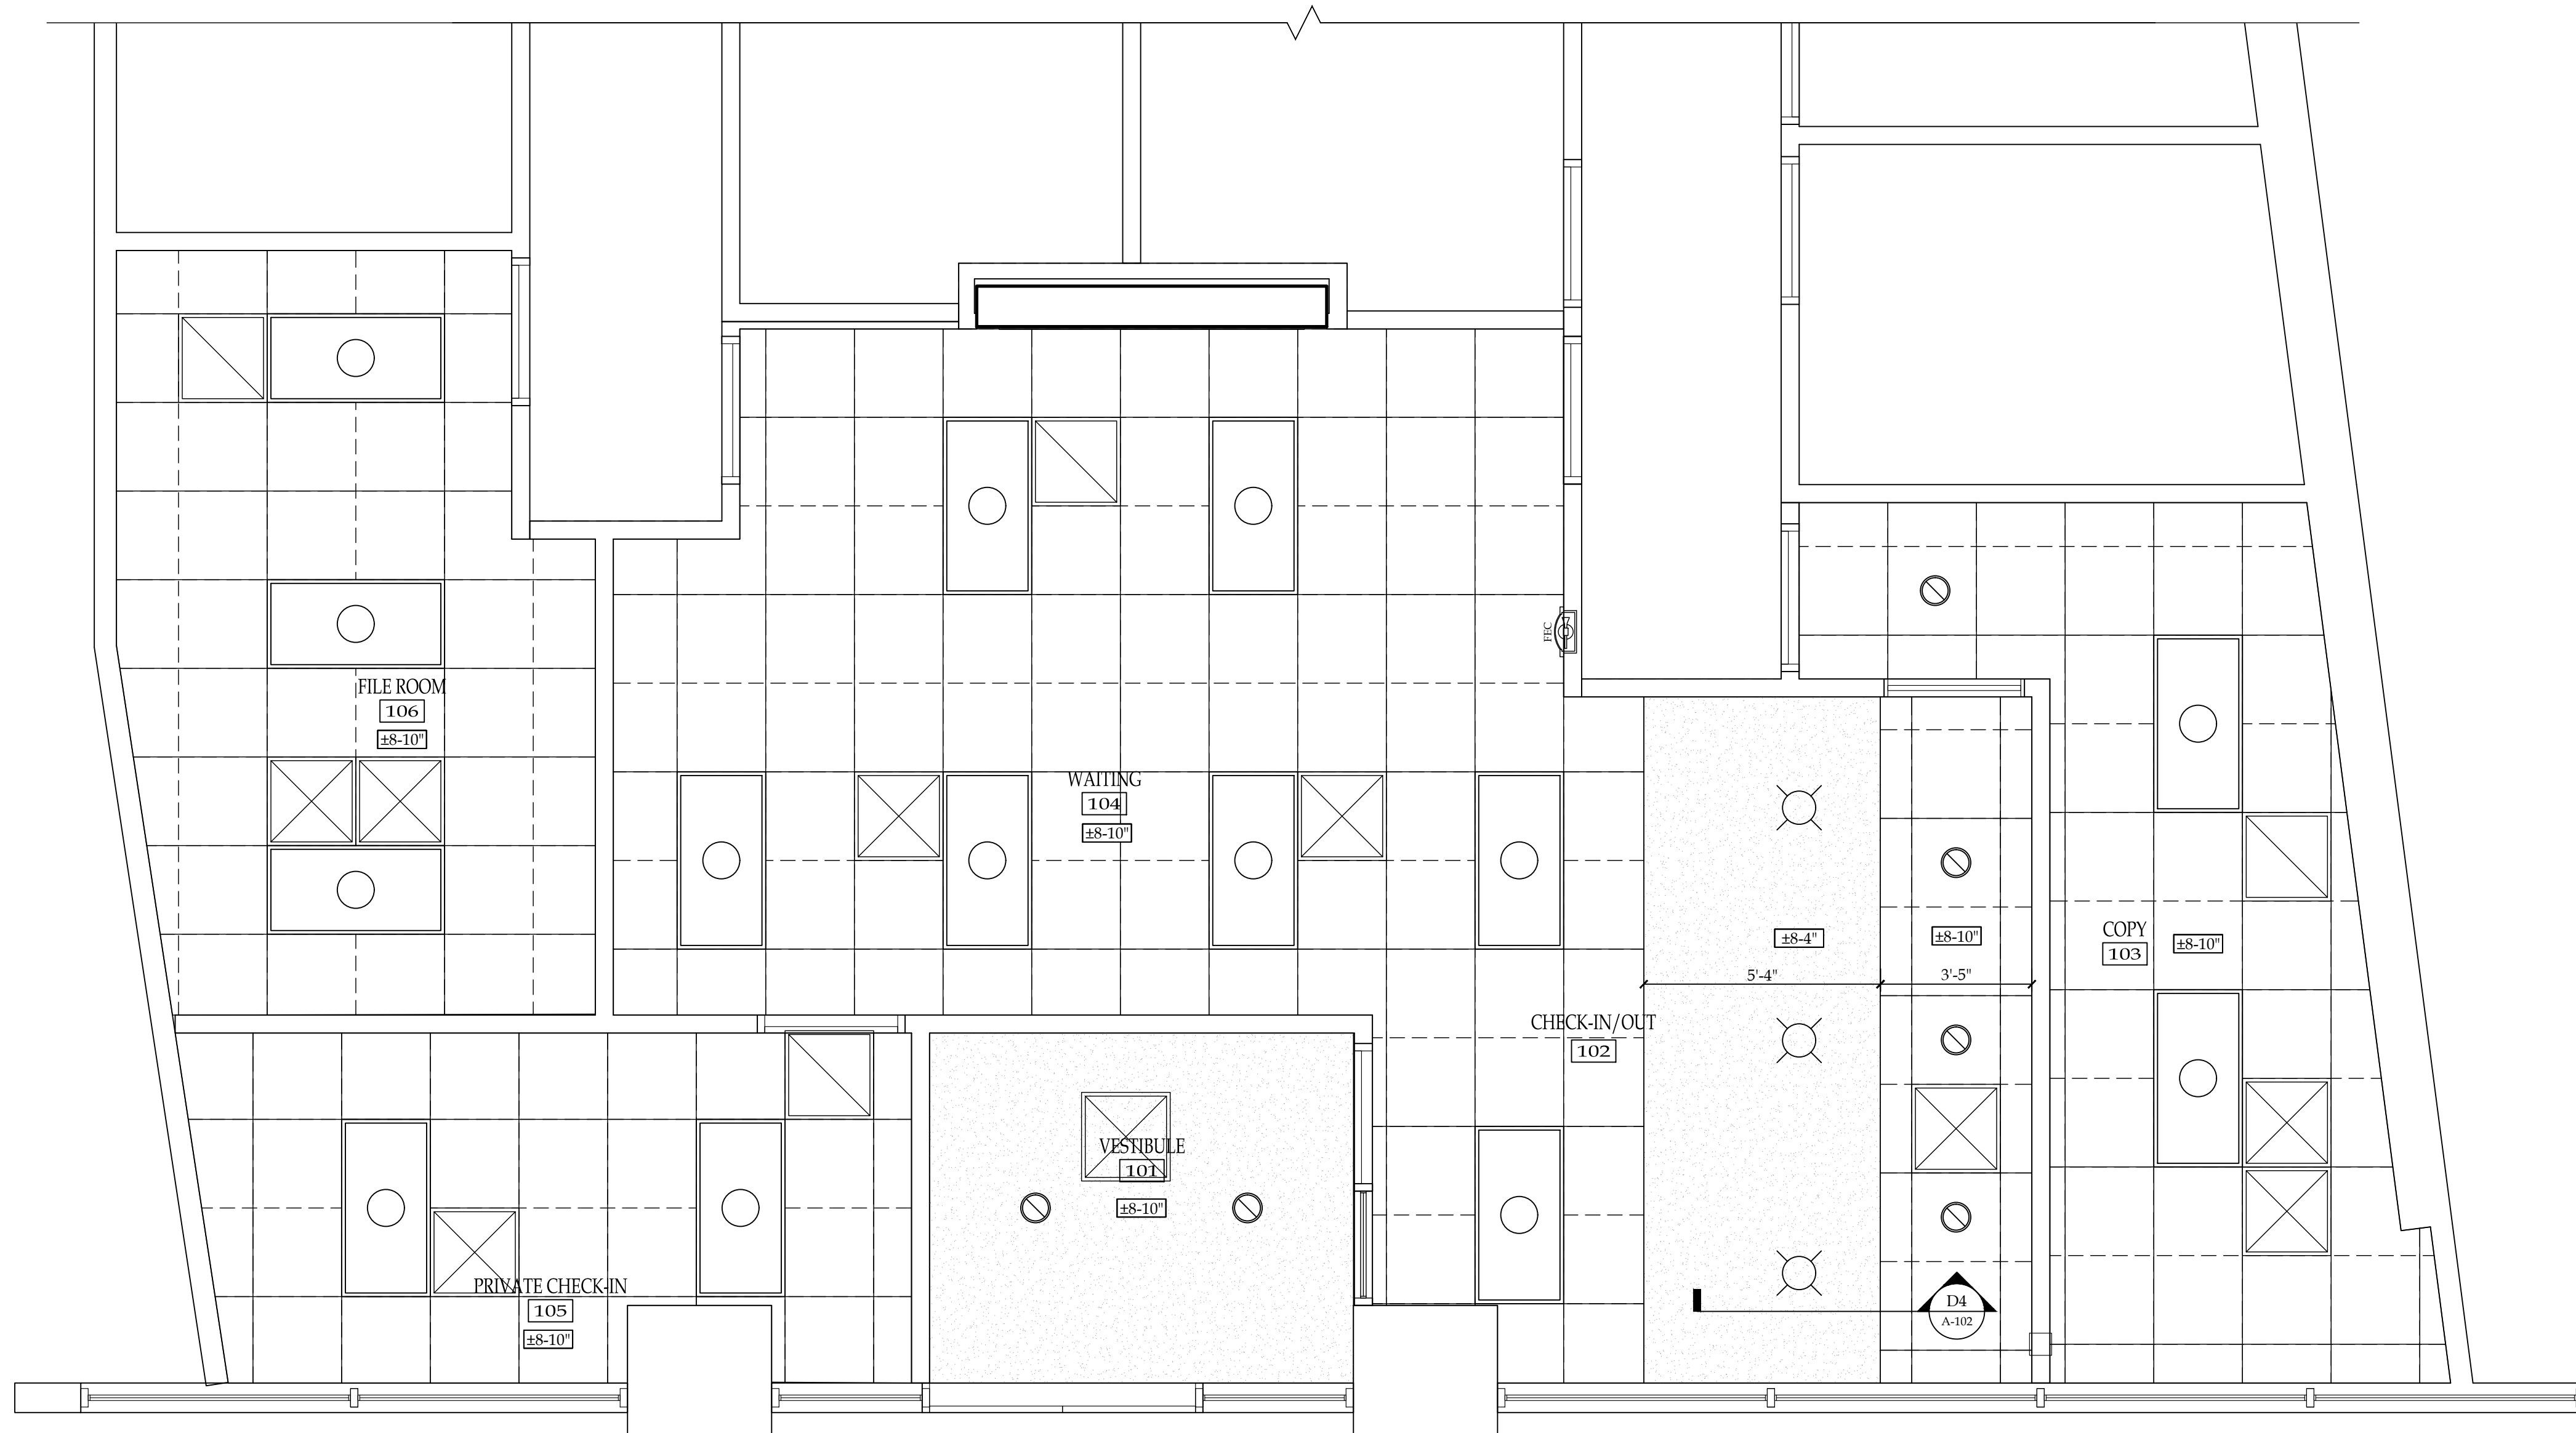 FEC
FILE ROOM
106
±8-10"
WAITING
104
±8-10"
±8-4"
±8-10"
COPY
103
±8-10"
5'-4"
3'-5"
CHECK-IN/OUT
102
VESTIBULE
101
±8-10"
PRIVATE CHECK-IN
105
±8-10"
D4
A-102